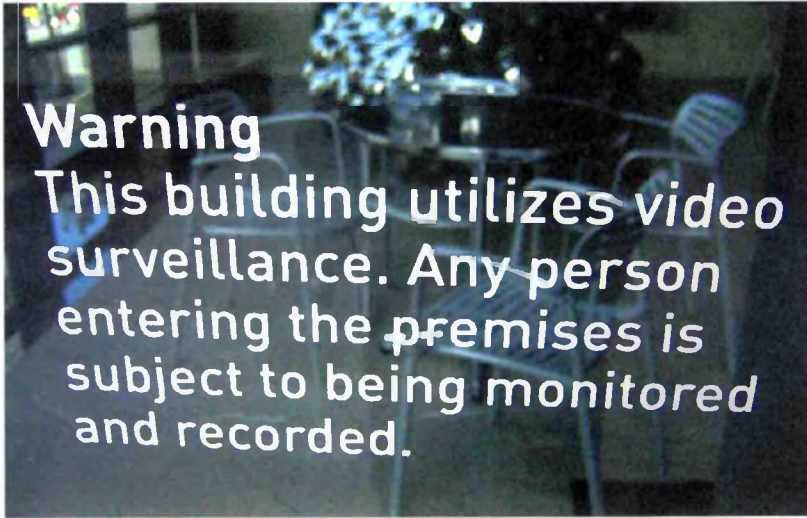 Warning
This building utilizes video
surveillance. Any person
entering the premises is
subject to being monitored
and recorded.